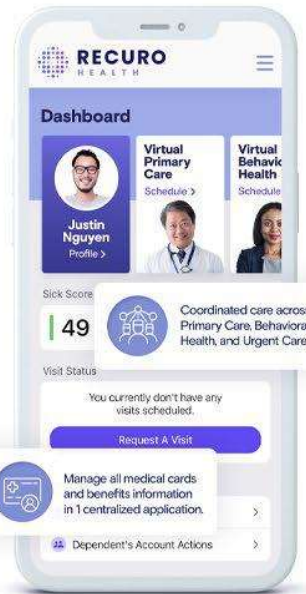 RECURO
HEALTH
Dashboard
Justin
Nguyen
Profile >
Virtual
Primary
Care
Schedule >
Virtual
Behavio
Health
Schedule
Sick Score
49
Coordinated care across
Primary Care, Behaviora
Health, and Urgent Care
Visit Status
You currently don't have any
visits scheduled.
Request A Visit
Manage all medical cards
and benefits information
in 1 centralized application.
Dependent's Account Actions